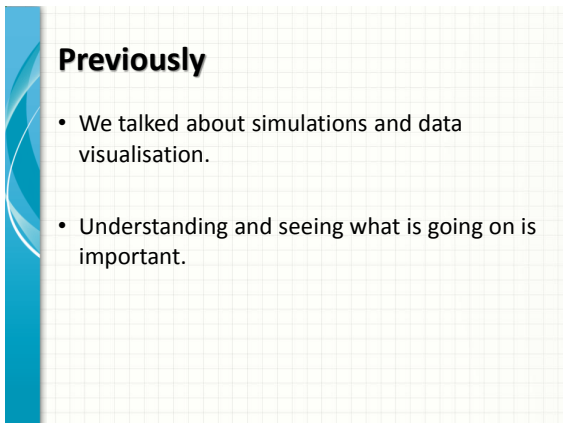 Previously
• We talked about simulations and data
visualisation.
• Understanding and seeing what is going on is
important.